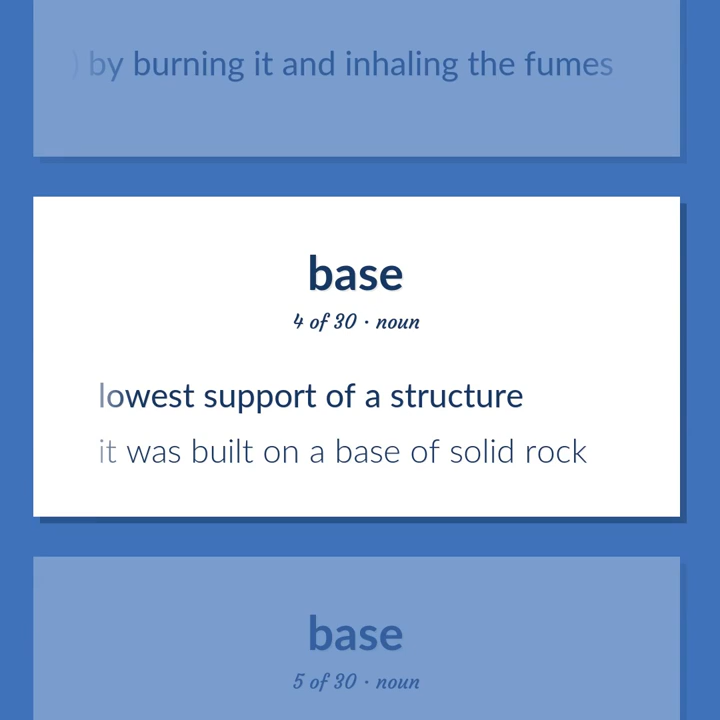 ) by burning it and inhaling the fumes
base
4 of 30 · noun
lowest support of a structure
it was built on a base of solid rock
base
5 of 30 · noun